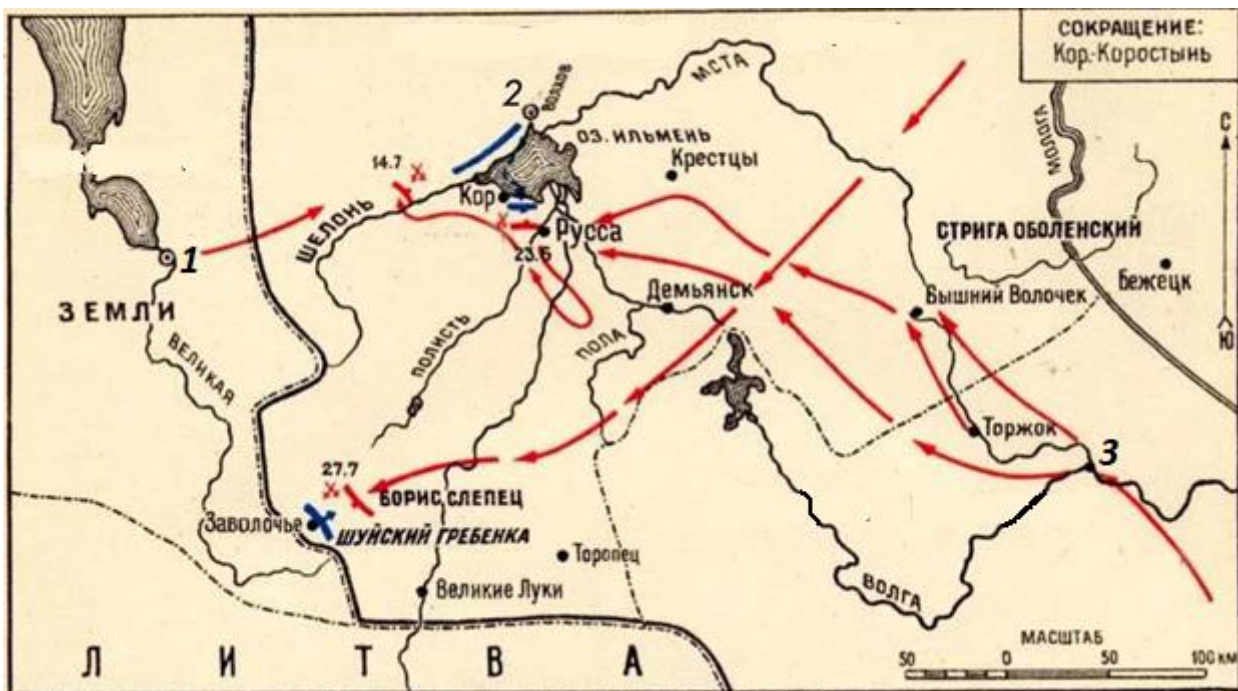 СОКРАЩЕНИЕ:
Кор.-Коростынь
МСТА
ВОЛХОВ
2
ОЗ. ИЛЬМЕНЬ
МОЛОГА
С
14.7
Крестцы
Кор
ШЕЛОНЬ
Русса
СТРИГА ОБОЛЕНСКИЙ
23.6
1
Бежецк
Демьянск
Вышний Волочек
ЗЕМЛИ
Ю
ПОЛА
ВЕЛИКАЯ
ПОЛИСТЬ
Торжок
3
27.7
БОРИС СЛЕПЕЦ
Заволочье
ШУЙСКИЙ ГРЕБЕНКА
Торопец
Великие Луки
ВОЛГА
МАСШТАБ
ЛИТВА
50 0 50 100 км